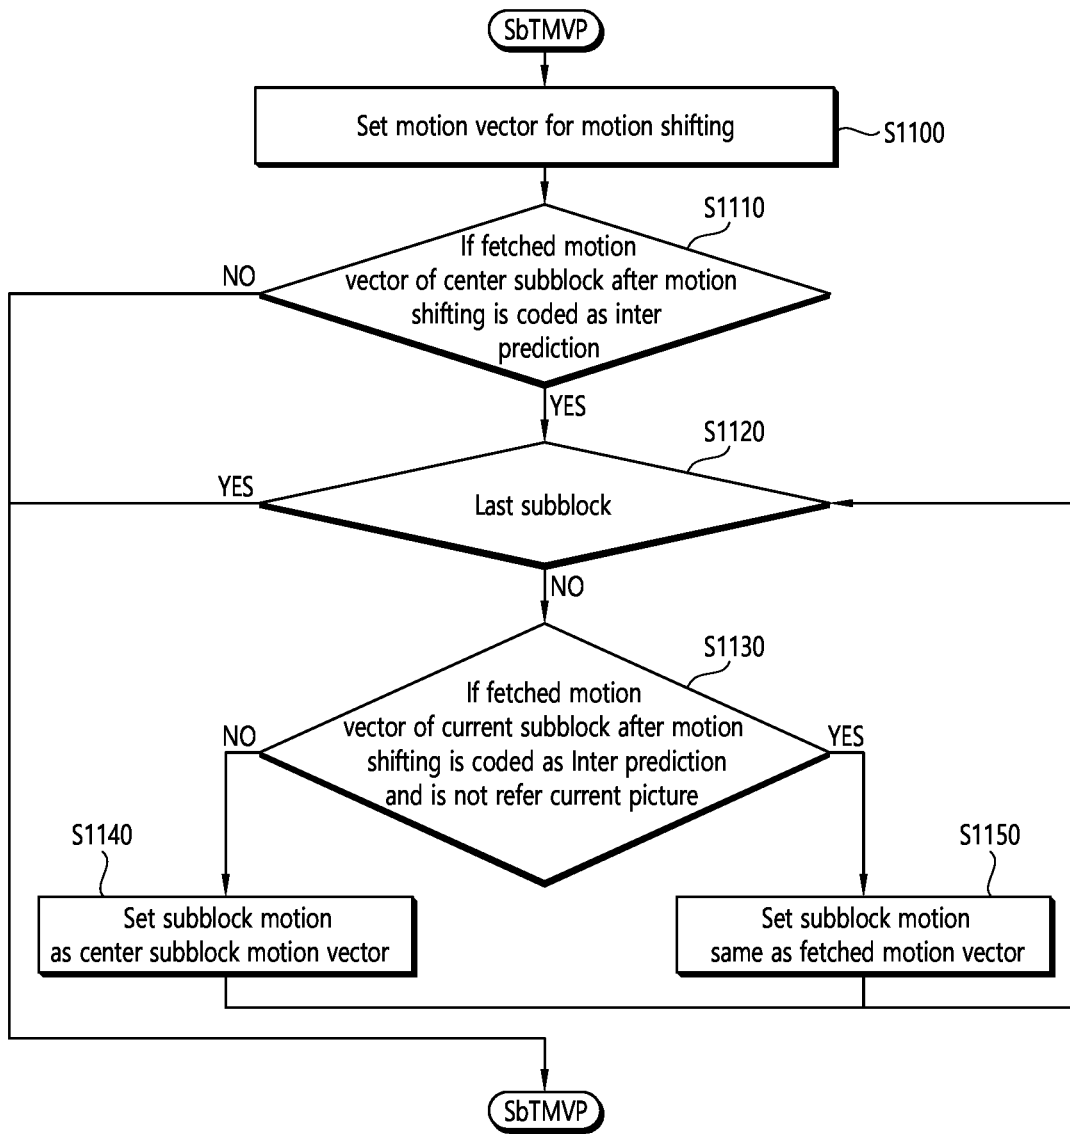 SbTMVP
Set motion vector for motion shifting
S1100
S1110
If fetched motion
vector of center subblock after motion
shifting is coded as inter
prediction
NO
YES
S1120
YES
Last subblock
NO
S1130
If fetched motion
vector of current subblock after motion
shifting is coded as Inter prediction
and is not refer current picture
NO
YES
S1140
S1150
Set subblock motion
as center subblock motion vector
Set subblock motion
same as fetched motion vector
SbTMVP